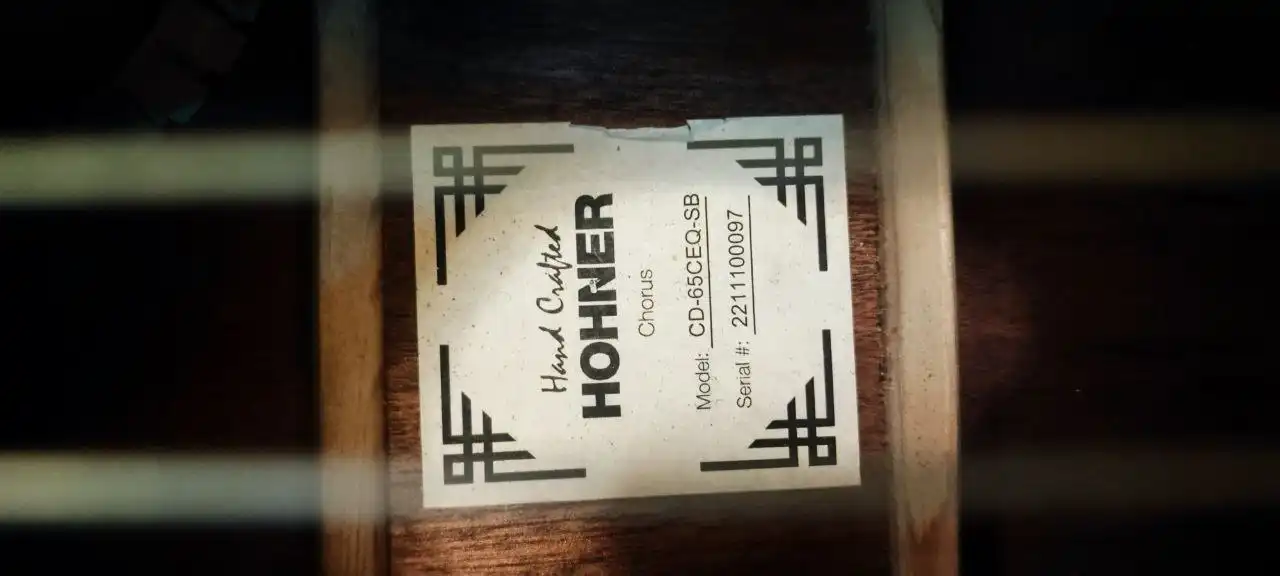 Hand Crafted
HOHNER
Chorus
Model: CD-65CEQ-SB
Serial #: 2211100097